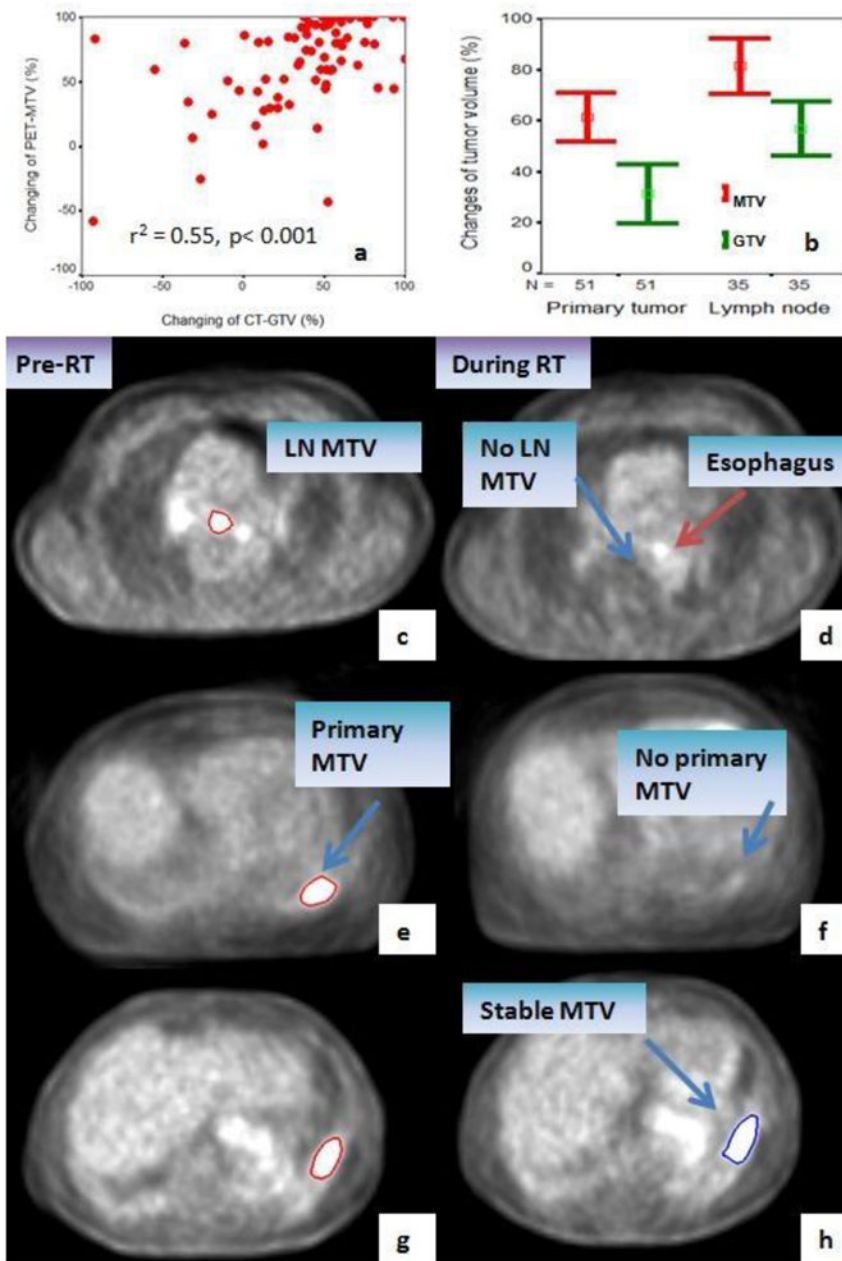 Changing of PET-MTV (%)
100
50
0
-50
-100
r² = 0.55, p< 0.001
a
-100 -50 0 50 100
Changing of CT-GTV (%)
Changes of tumor volume (%)
100
80
60
40
20
0
MTV
GTV
b
N = 51 51 35 35
Primary tumor Lymph node
Pre-RT
LN MTV
c
During RT
No LN
MTV
Esophagus
d
Primary
MTV
e
No primary
MTV
f
g
Stable MTV
h